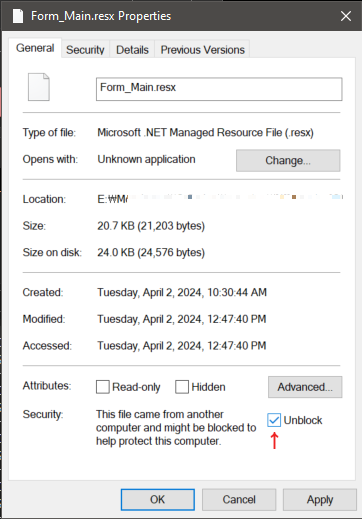 Form_Main.resx Properties
General Security Details Previous Versions
Form_Main.resx
Type of file: Microsoft .NET Managed Resource File (.resx)
Opens with: Unknown application Change...
Location: E:₩M/
Size: 20.7 KB (21,203 bytes)
Size on disk: 24.0 KB (24,576 bytes)
Created: Tuesday, April 2, 2024, 10:30:44 AM
Modified: Tuesday, April 2, 2024, 12:47:40 PM
Accessed: Tuesday, April 2, 2024, 12:47:40 PM
Attributes: Read-only Hidden Advanced...
Security: This file came from another
computer and might be blocked to
help protect this computer.
Unblock
OK Cancel Apply